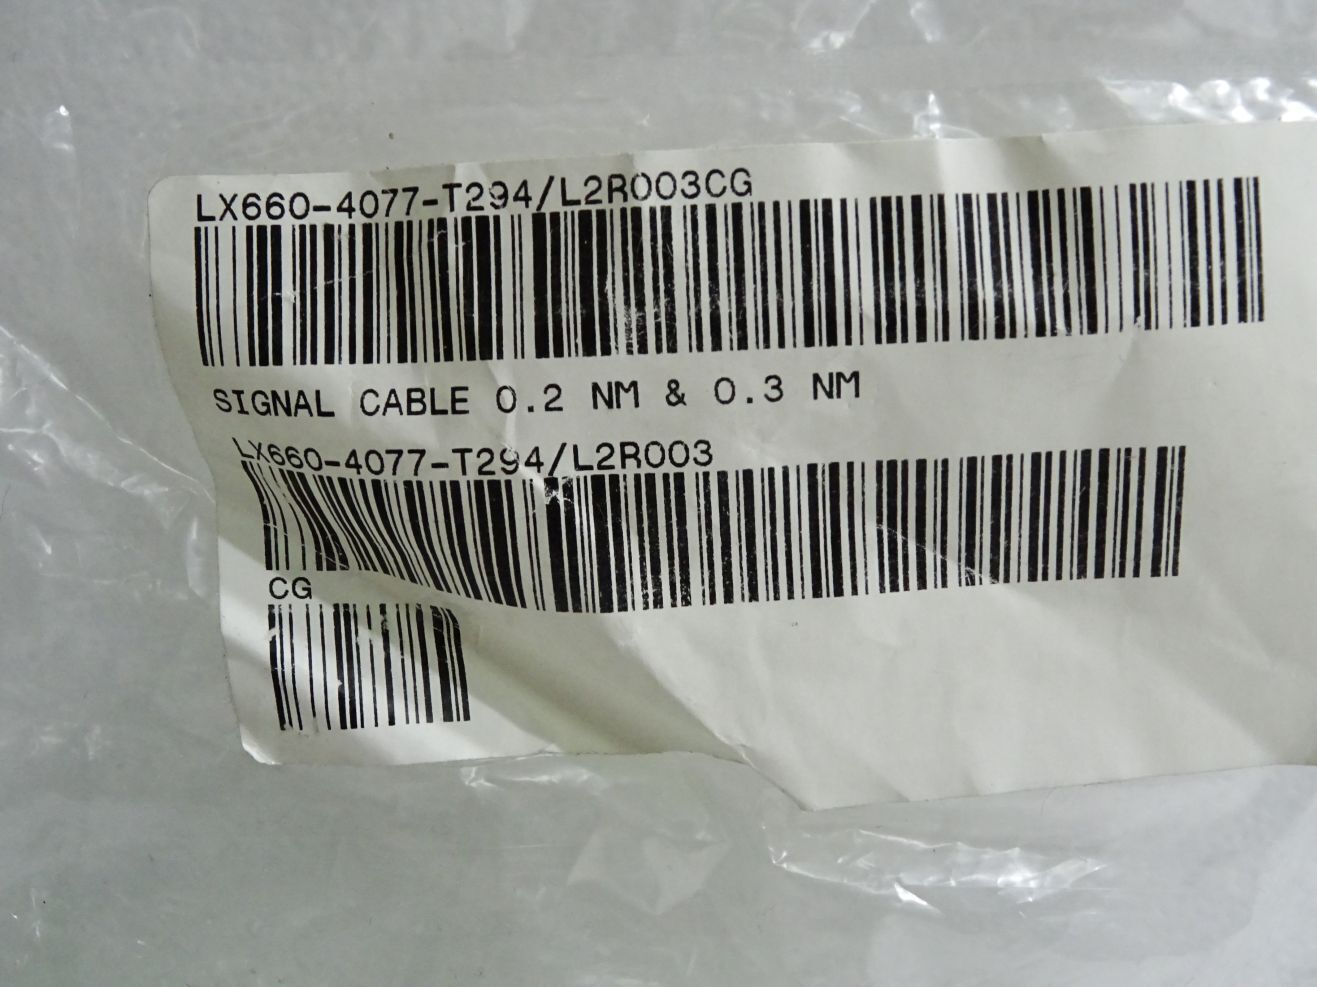 LX660-4077-T294/L2R003CG
SIGNAL CABLE 0.2 NM & 0.3 NM
LX660-4077-T294/L2R003
CG